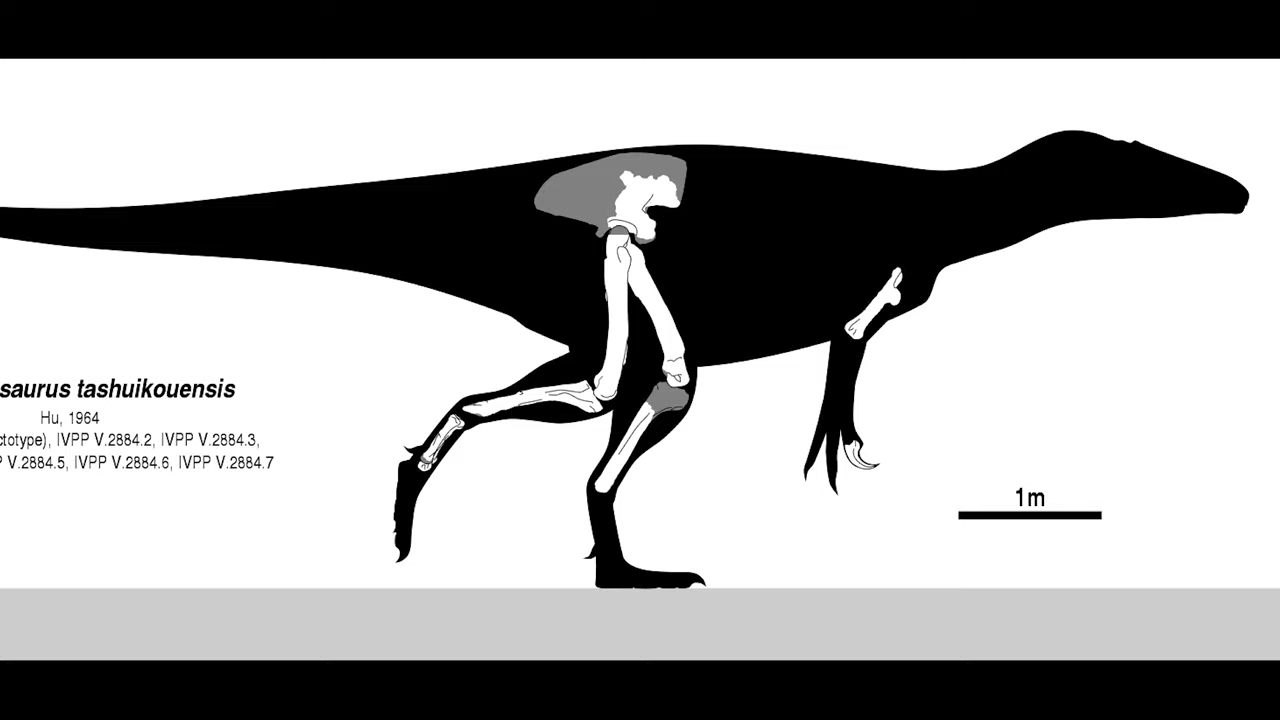 saurus tashuikouensis
Hu, 1964
ctotype), IVPP V.2884.2, IVPP V.2884.3,
P V.2884.5, IVPP V.2884.6, IVPP V.2884.7
1m